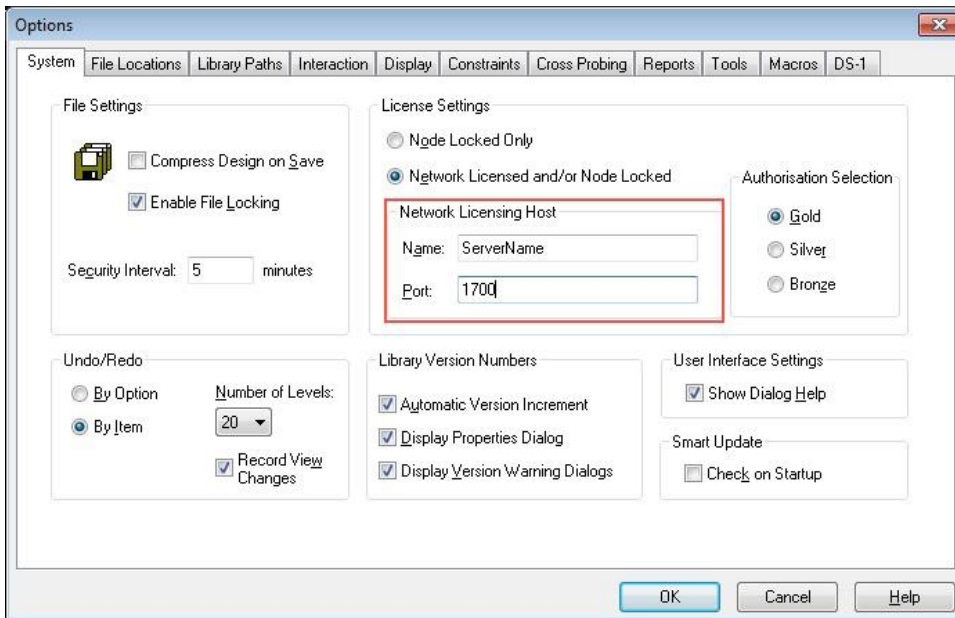 Options
System
File Locations
Library Paths
Interaction
Display
Constraints
Cross Probing
Reports
Tools
Macros
DS-1
File Settings
Compress Design on Save
Enable File Locking
Security Interval: 5 minutes
License Settings
Node Locked Only
Network Licensed and/or Node Locked
Network Licensing Host
Name: ServerName
Port: 1700
Authorisation Selection
Gold
Silver
Bronze
Undo/Redo
By Option
By Item
Number of Levels:
20
Record View
Changes
Library Version Numbers
Automatic Version Increment
Display Properties Dialog
Display Version Warning Dialogs
User Interface Settings
Show Dialog Help
Smart Update
Check on Startup
OK
Cancel
Help